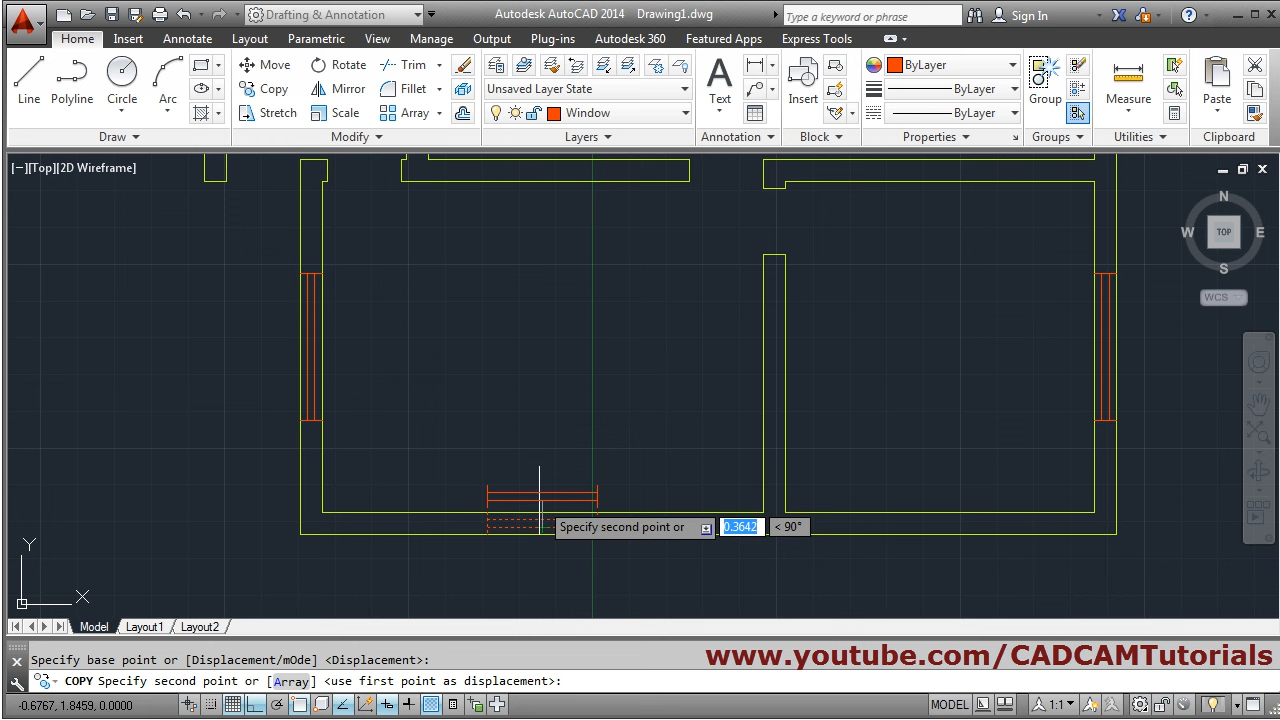 Drafting & Annotation
Autodesk AutoCAD 2014 Drawing1.dwg
Type a keyword or phrase
Sign In
Home Insert Annotate Layout Parametric View Manage Output Plug-ins Autodesk 360 Featured Apps Express Tools
Line
Polyline
Circle
Arc
Draw
Move
Rotate
Trim
Copy
Mirror
Fillet
Stretch
Scale
Array
Modify
Unsaved Layer State
Window
Layers
Text
Annotation
Insert
Block
ByLayer
ByLayer
ByLayer
Properties
Group
Groups
Measure
Utilities
Paste
Clipboard
[−][Top][2D Wireframe]
N
W
TOP
E
S
WCS
Specify second point or
0.3642
< 90°
Y
X
Model Layout1 Layout2
Specify base point or [Displacement/mOde] <Displacement>:
COPY Specify second point or [Array] <use first point as displacement>:
www.youtube.com/CADCAMTutorials
-0.6767, 1.8459, 0.0000
MODEL
1:1